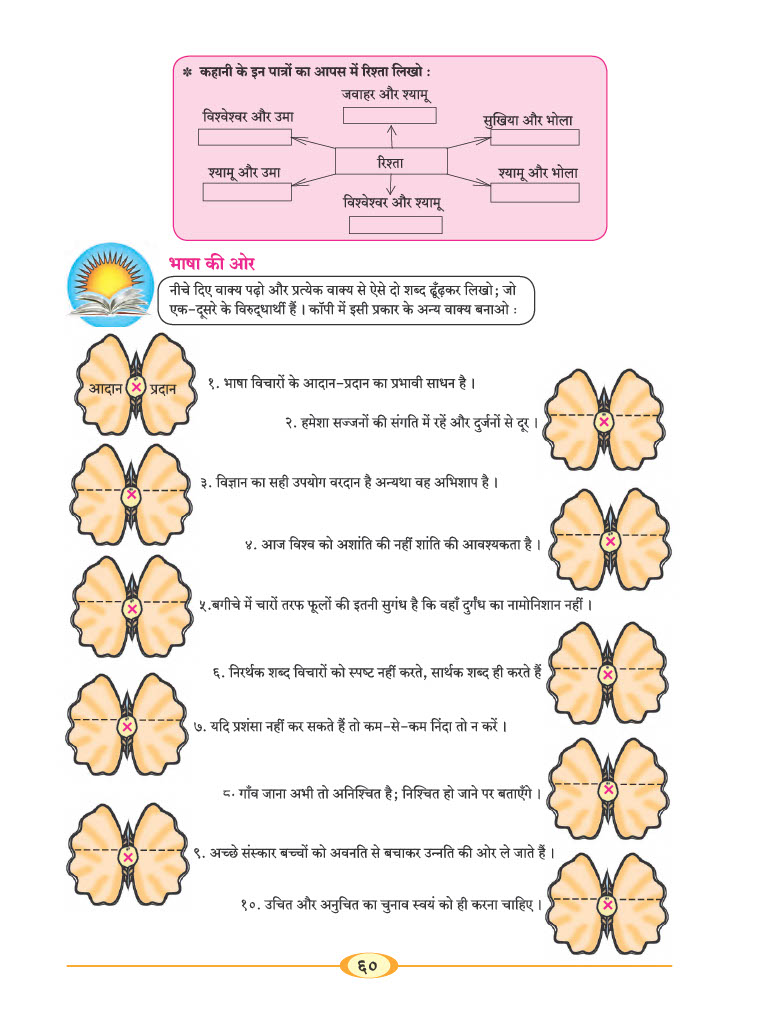 ✽ कहानी के इन पात्रों का आपस में रिश्ता लिखो :
जवाहर और श्यामू
विश्वेश्वर और उमा
सुखिया और भोला
रिश्ता
श्यामू और उमा
श्यामू और भोला
विश्वेश्वर और श्यामू
भाषा की ओर
नीचे दिए वाक्य पढ़ो और प्रत्येक वाक्य से ऐसे दो शब्द ढूँढ़कर लिखो; जो
एक-दूसरे के विरुद्धार्थी हैं । कॉपी में इसी प्रकार के अन्य वाक्य बनाओ :
आदान × प्रदान
१. भाषा विचारों के आदान-प्रदान का प्रभावी साधन है ।
२. हमेशा सज्जनों की संगति में रहें और दुर्जनों से दूर ।
×
३. विज्ञान का सही उपयोग वरदान है अन्यथा वह अभिशाप है ।
×
४. आज विश्व को अशांति की नहीं शांति की आवश्यकता है ।
×
५.बगीचे में चारों तरफ फूलों की इतनी सुगंध है कि वहाँ दुर्गंध का नामोनिशान नहीं ।
×
६. निरर्थक शब्द विचारों को स्पष्ट नहीं करते, सार्थक शब्द ही करते हैं
×
७. यदि प्रशंसा नहीं कर सकते हैं तो कम-से-कम निंदा तो न करें ।
×
८. गाँव जाना अभी तो अनिश्चित है; निश्चित हो जाने पर बताएँगे ।
×
९. अच्छे संस्कार बच्चों को अवनति से बचाकर उन्नति की ओर ले जाते हैं ।
×
१०. उचित और अनुचित का चुनाव स्वयं को ही करना चाहिए ।
×
६०